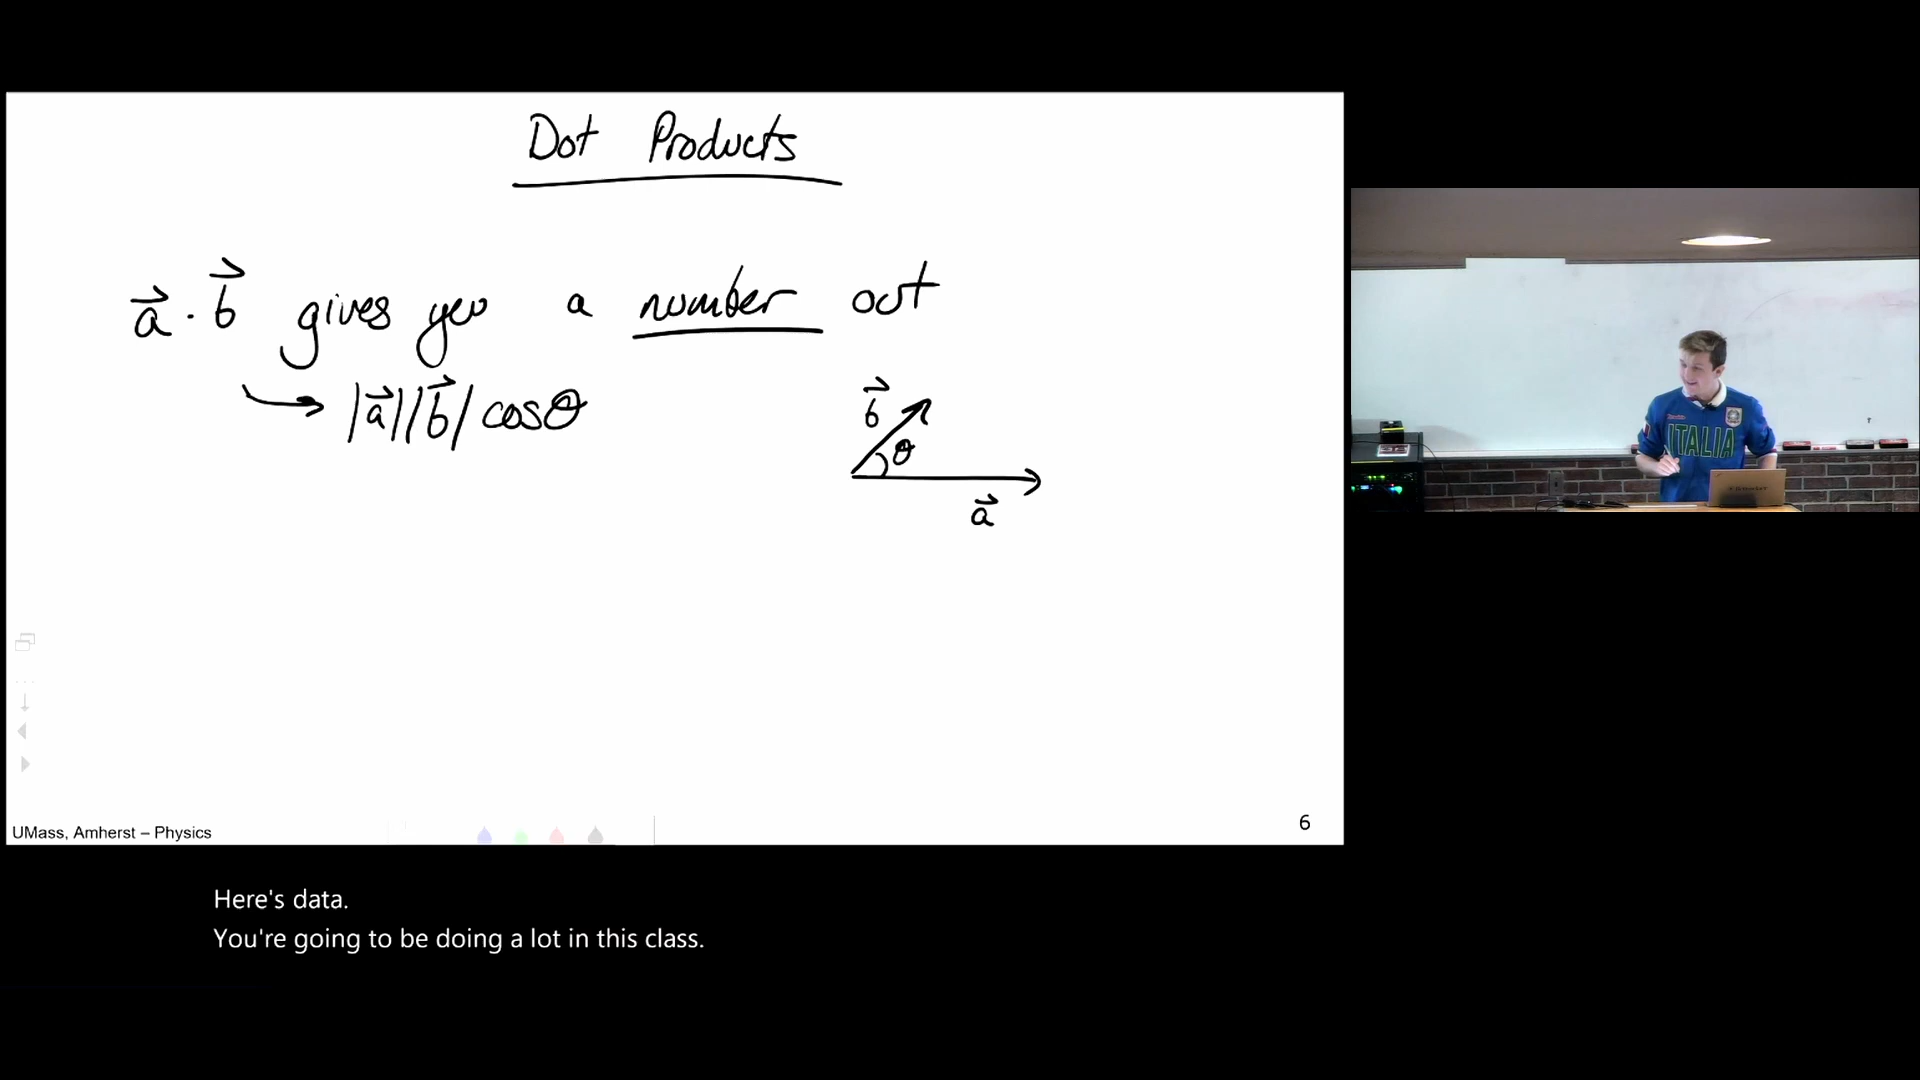 Dot Products
a⃗ · b⃗ gives you a number out
→ |a⃗||b⃗| cosθ
b⃗
θ
a⃗
UMass, Amherst – Physics
6
ITALIA
Here's data.
You're going to be doing a lot in this class.